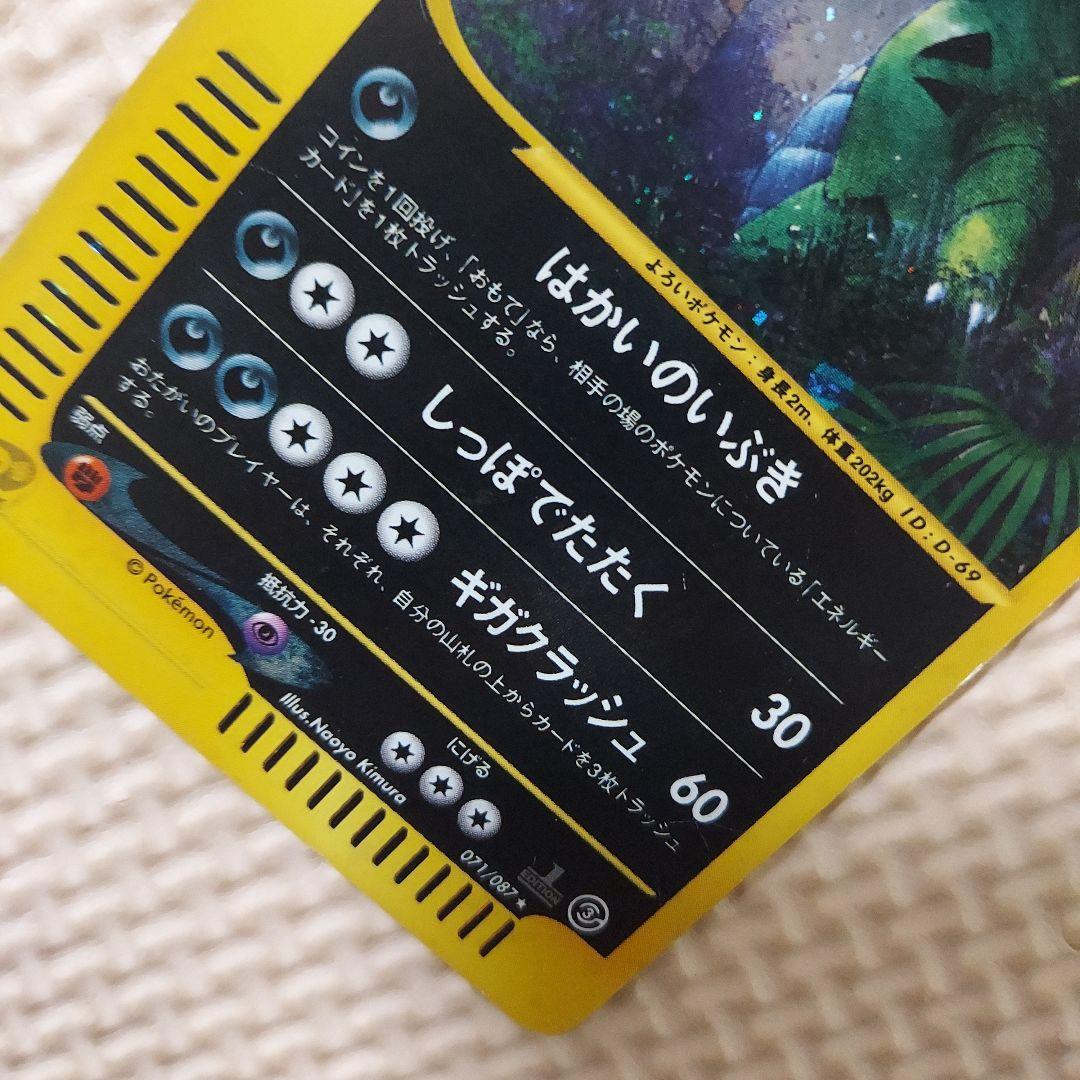 よろいポケモン：身長2m、体重202kg ID：D-69
はかいのいぶき
コインを1回投げ、「おもて」なら、相手の場のポケモンについている「エネルギー
カード」を1枚トラッシュする。
しっぽでたたく 30
ギガクラッシュ 60
おたがいのプレイヤーは、それぞれ、自分の山札の上からカードを3枚トラッシュ
する。
弱点
抵抗力 -30
にげる
©Pokémon
Illus.Naoyo Kimura
071/087★
1
EDITION
3